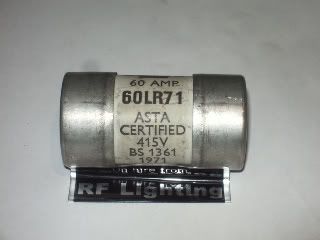 60 AMP.
60LR71
ASTA
CERTIFIED
415V
BS 1361
1971
RF Lighting